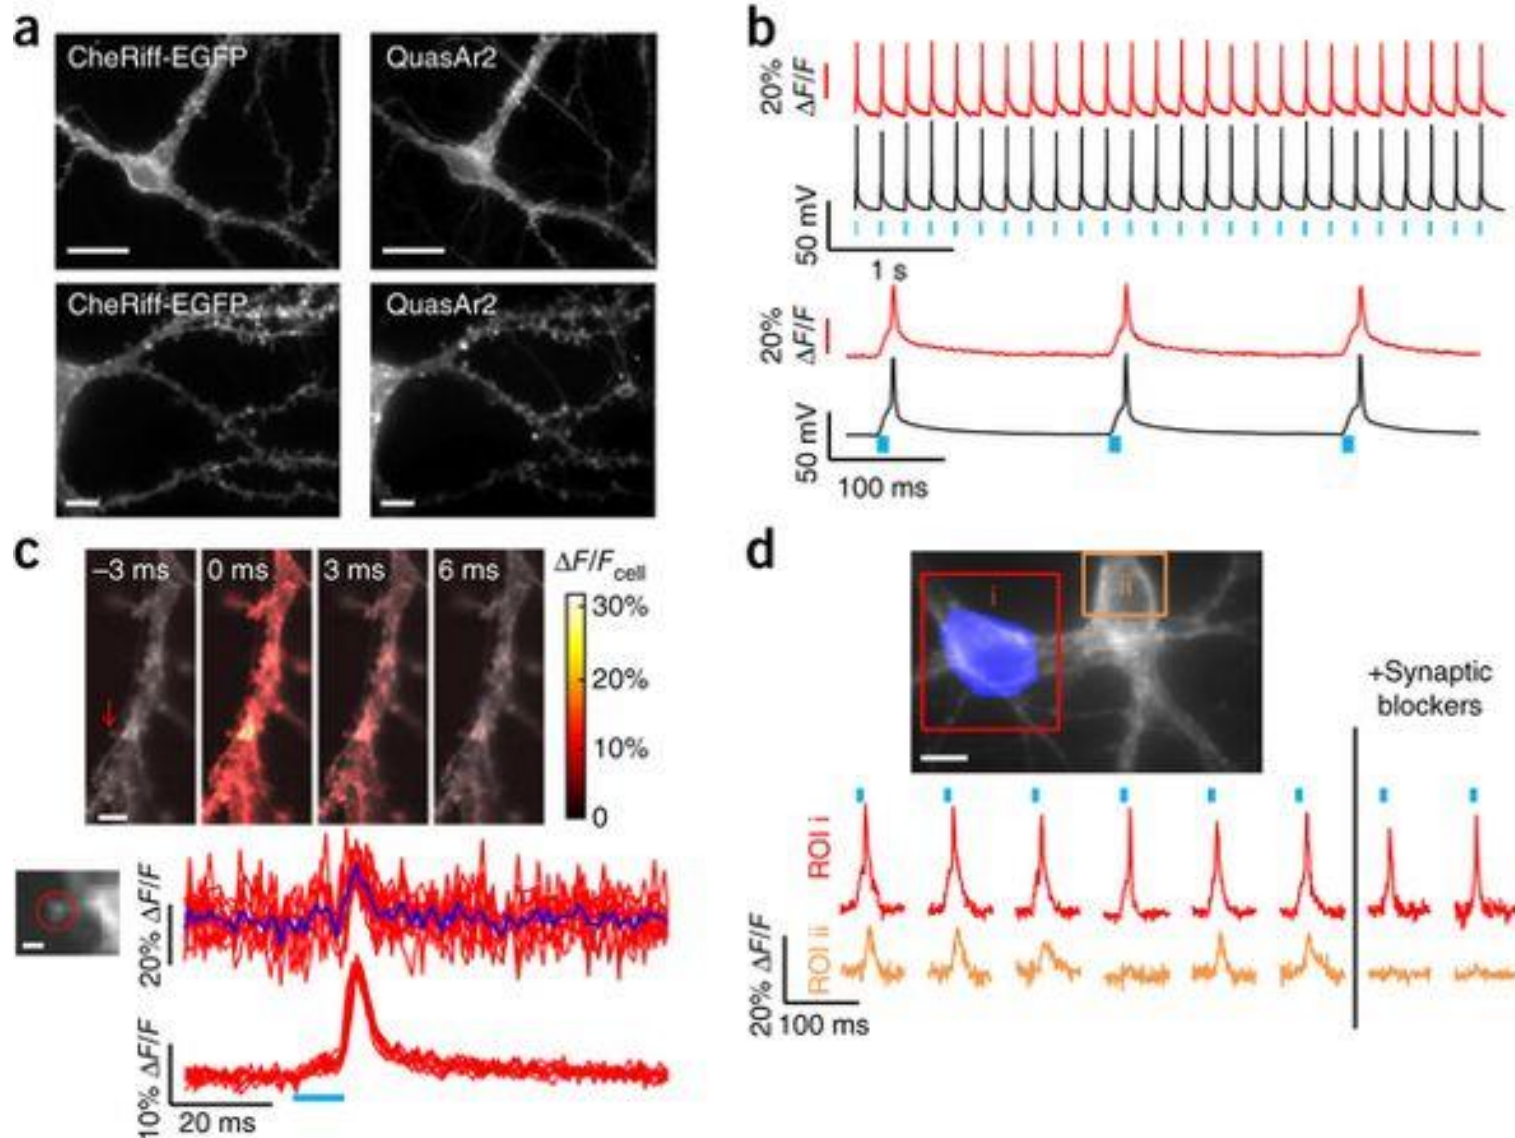 a
CheRiff-EGFP
QuasAr2
CheRiff-EGFP
QuasAr2
b
20%
ΔF/F
50 mV
1 s
20%
ΔF/F
50 mV
100 ms
c
–3 ms
0 ms
3 ms
6 ms
ΔF/Fcell
30%
20%
10%
0
20% ΔF/F
10% ΔF/F
20 ms
d
i
ii
+Synaptic
blockers
ROI i
ROI ii
20% ΔF/F
100 ms